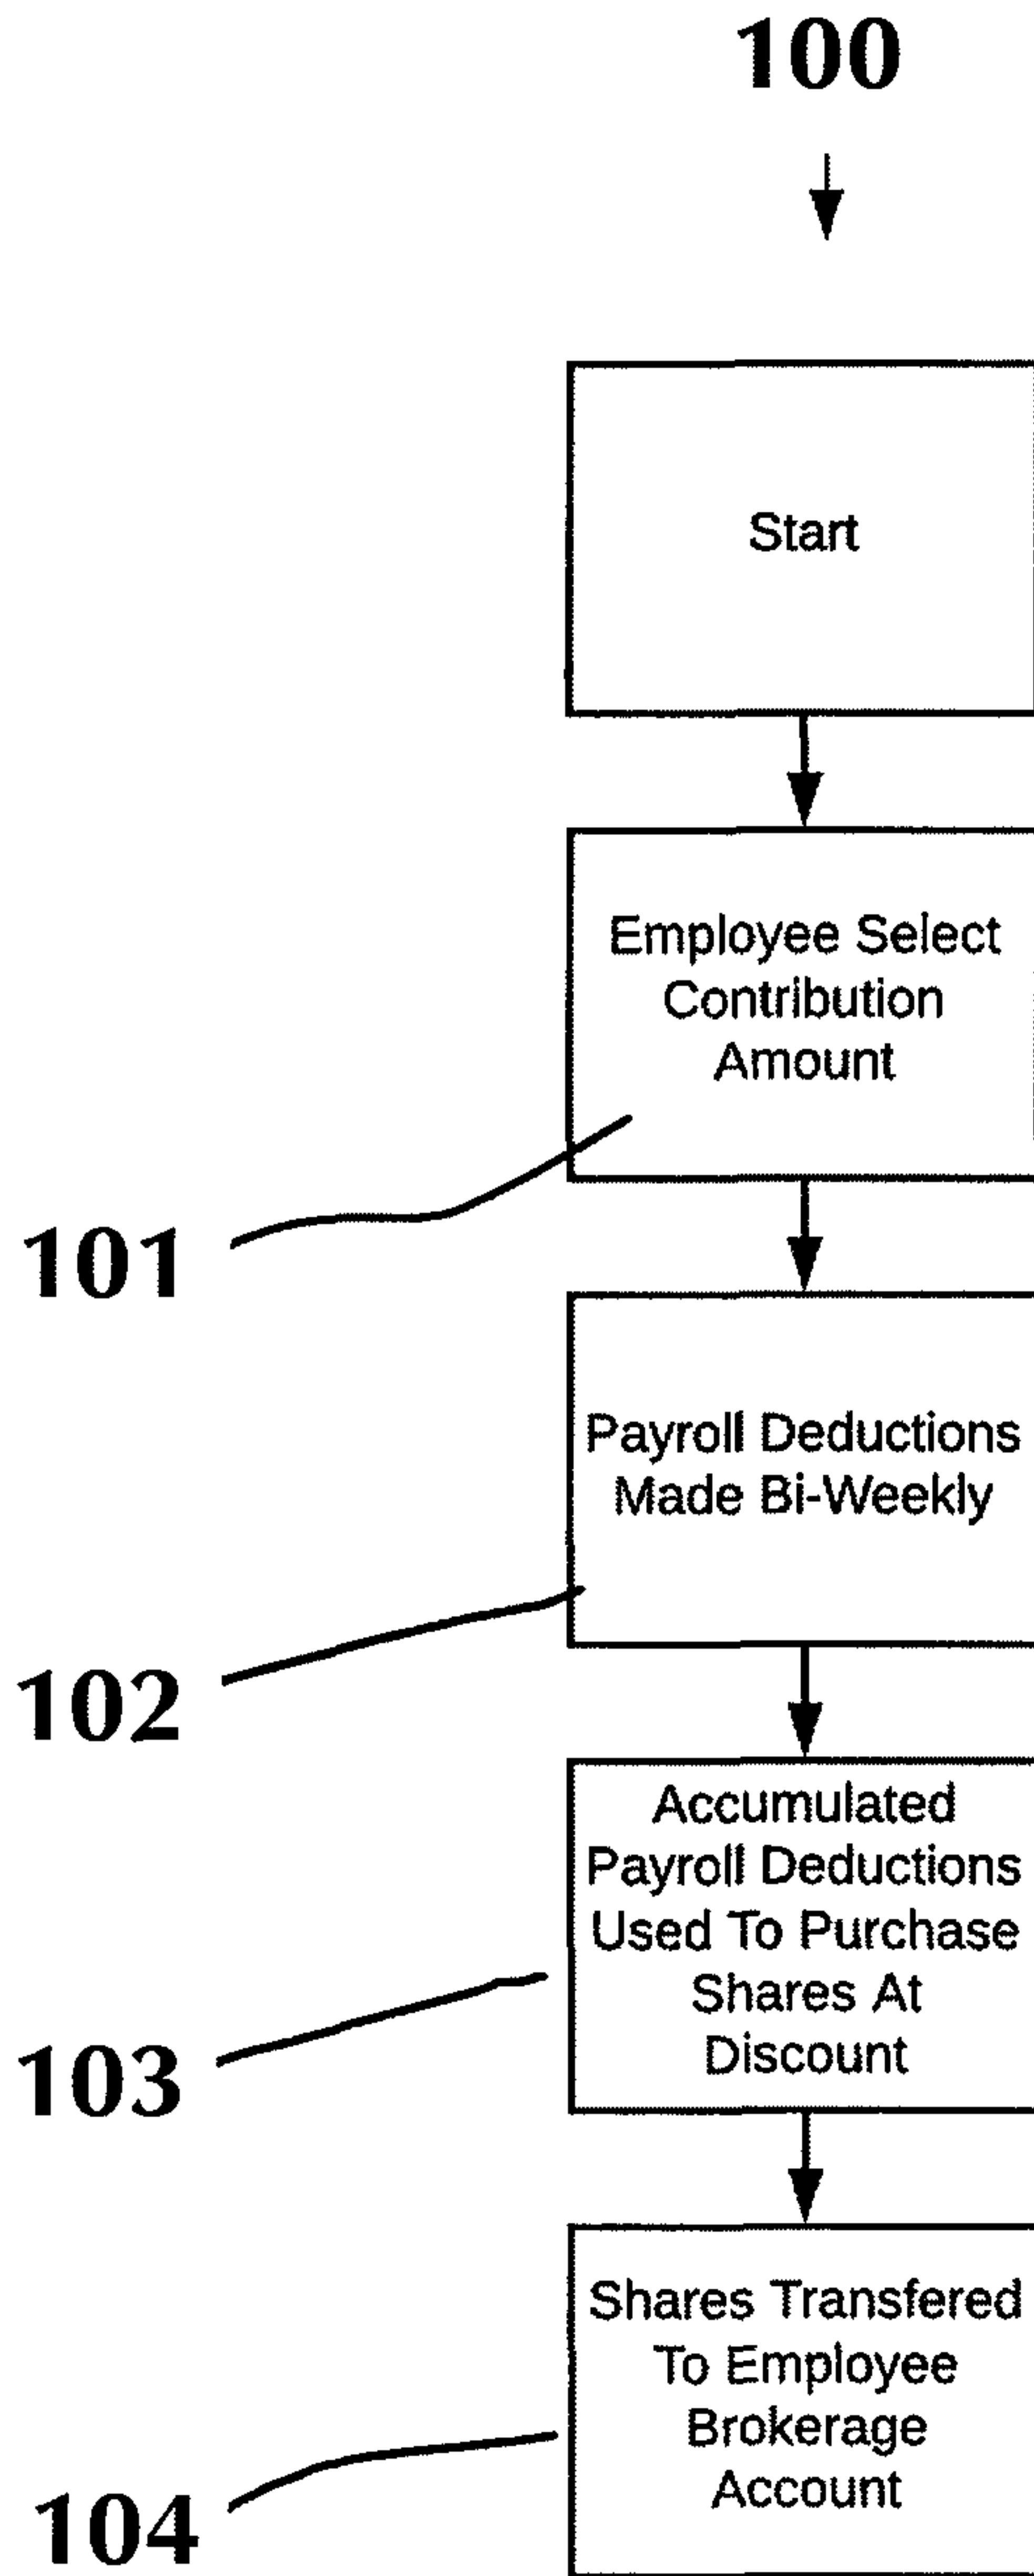 100
Start
Employee Select
Contribution
Amount
101
Payroll Deductions
Made Bi-Weekly
102
Accumulated
Payroll Deductions
Used To Purchase
Shares At
Discount
103
Shares Transfered
To Employee
Brokerage
Account
104